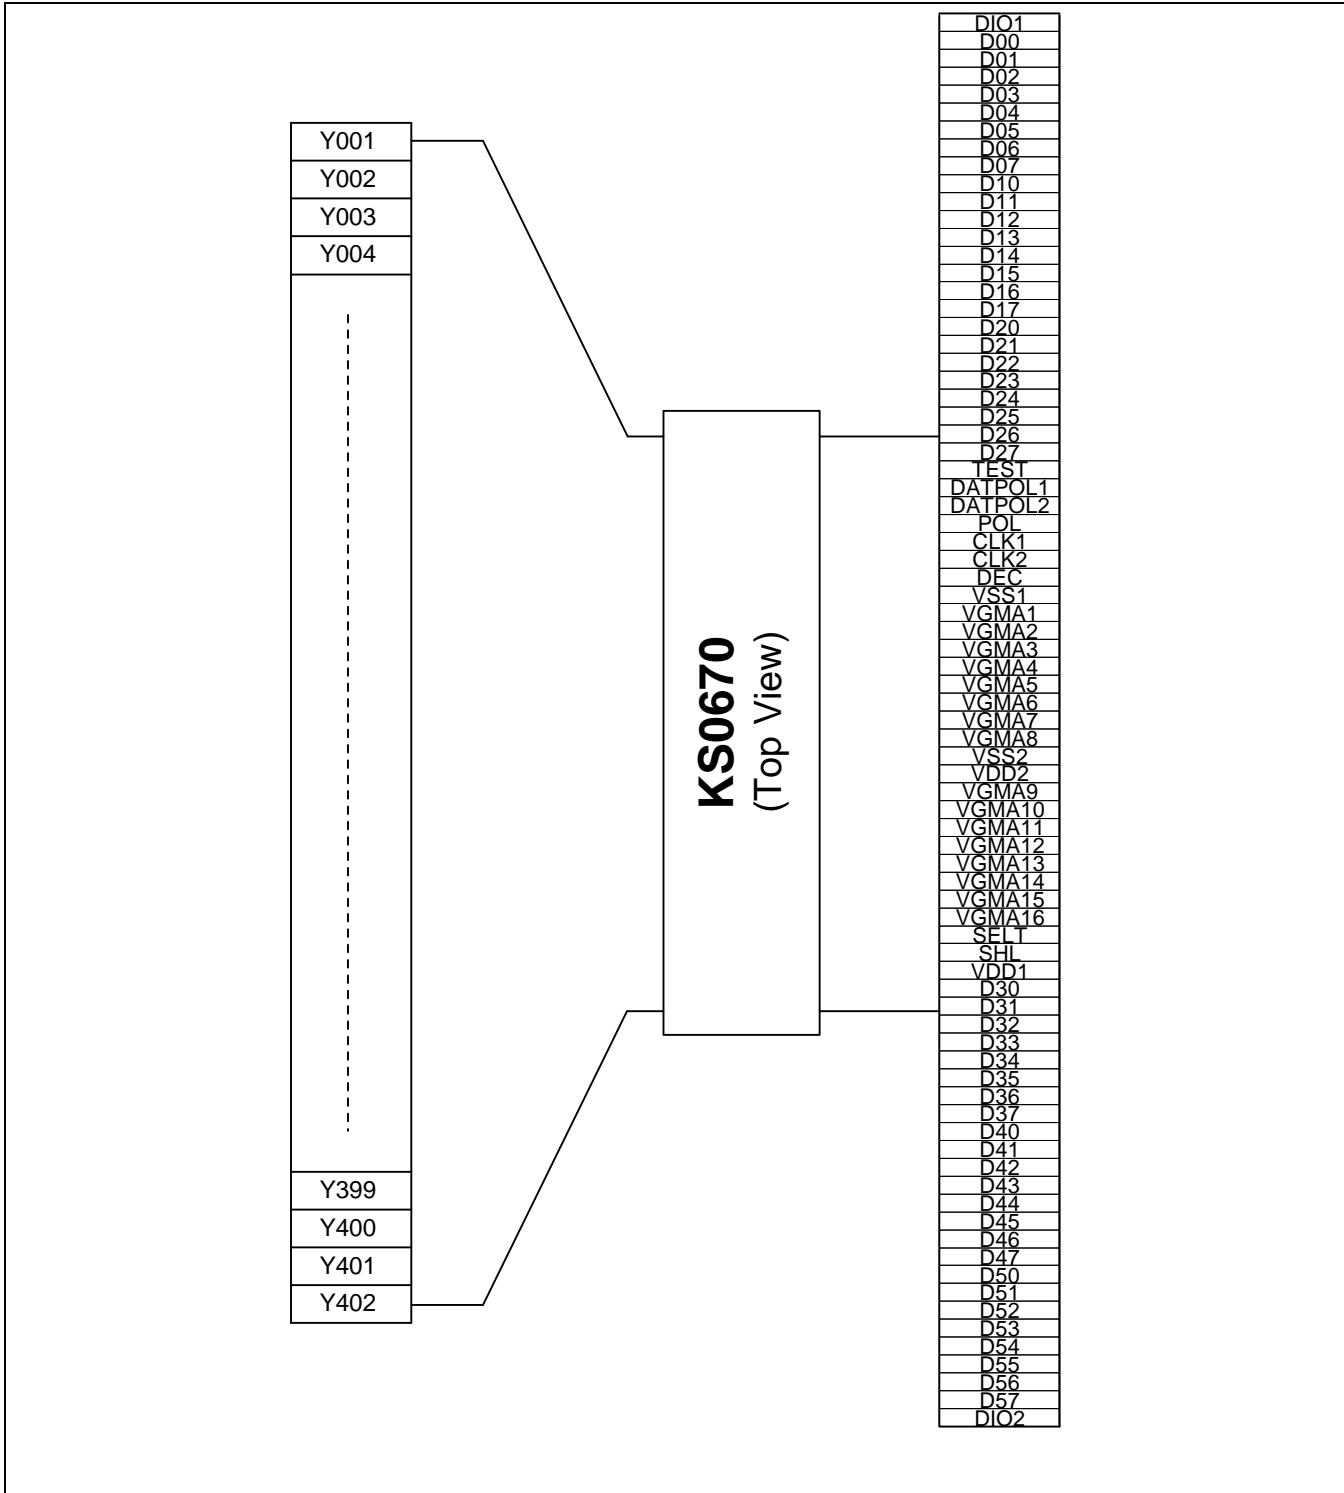 Y001
Y002
Y003
Y004
Y399
Y400
Y401
Y402
KS0670
(Top View)
DIO1
D00
D01
D02
D03
D04
D05
D06
D07
D10
D11
D12
D13
D14
D15
D16
D17
D20
D21
D22
D23
D24
D25
D26
D27
TEST
DATPOL1
DATPOL2
POL
CLK1
CLK2
DEC
VSS1
VGMA1
VGMA2
VGMA3
VGMA4
VGMA5
VGMA6
VGMA7
VGMA8
VSS2
VDD2
VGMA9
VGMA10
VGMA11
VGMA12
VGMA13
VGMA14
VGMA15
VGMA16
SELT
SHL
VDD1
D30
D31
D32
D33
D34
D35
D36
D37
D40
D41
D42
D43
D44
D45
D46
D47
D50
D51
D52
D53
D54
D55
D56
D57
DIO2